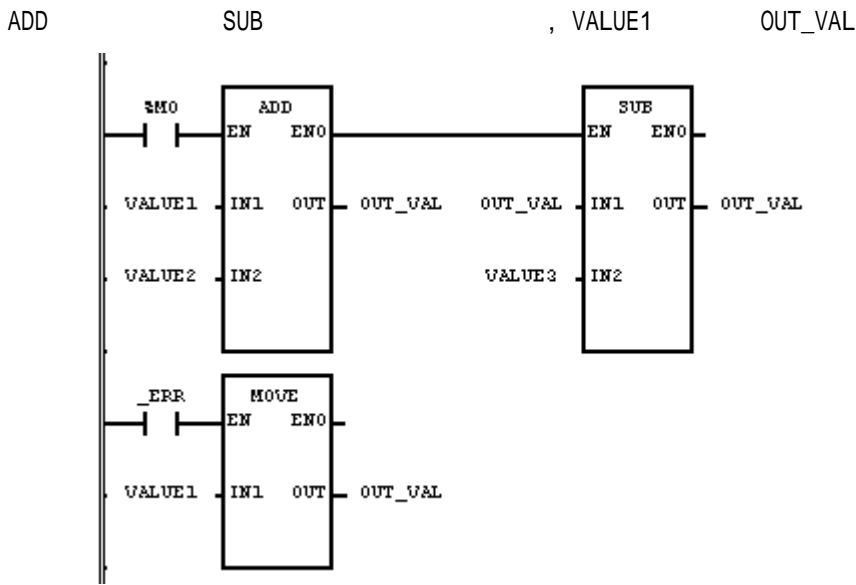 ADD SUB , VALUE1 OUT_VAL
%M0 ADD SUB
EN ENO EN ENO
VALUE1 IN1 OUT OUT_VAL OUT_VAL IN1 OUT OUT_VAL
VALUE2 IN2 VALUE3 IN2
_ERR MOVE
EN ENO
VALUE1 IN1 OUT OUT_VAL